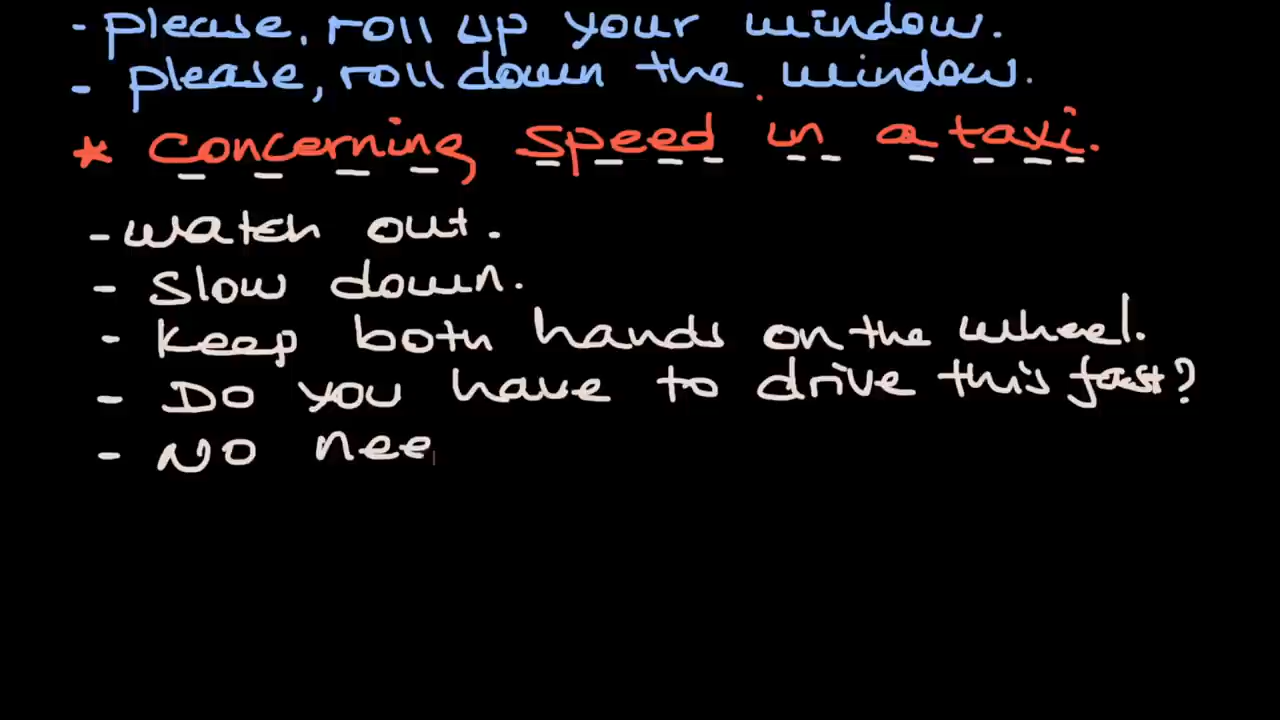 - please, roll up your window.
- please, roll down the window.
* concerning speed in a taxi.
- watch out.
- slow down.
- keep both hands on the wheel.
- Do you have to drive this fast?
- No nee